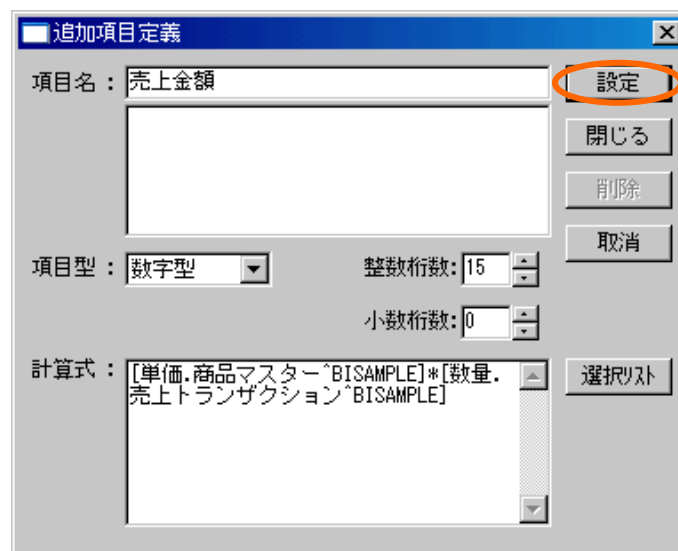 追加項目定義
項目名：売上金額
設定
閉じる
削除
取消
項目型：数字型
整数桁数:15
小数桁数:0
計算式：[単価.商品マスター^BISAMPLE]*[数量.
売上トランザクション^BISAMPLE]
選択リスト